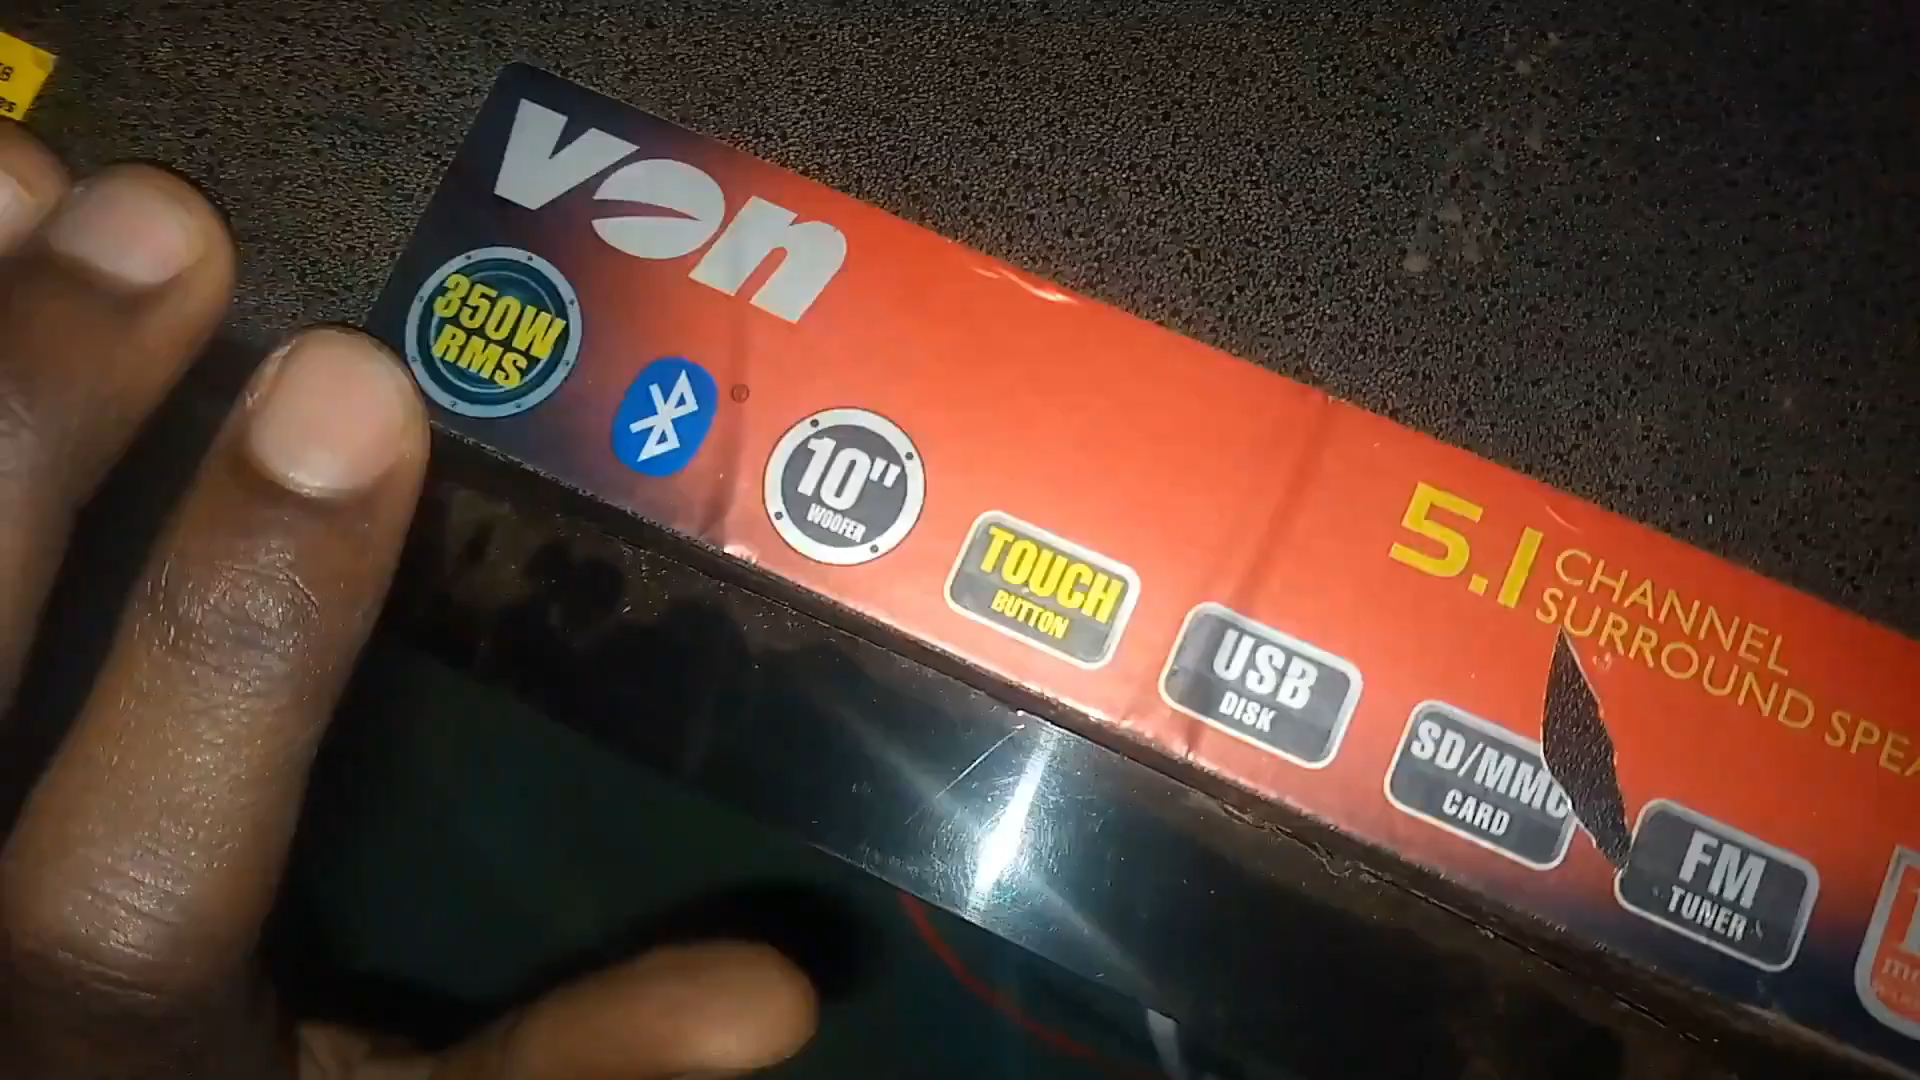 von
350W
RMS
10"
WOOFER
TOUCH
BUTTON
USB
DISK
SD/MMC
CARD
FM
TUNER
5.1 CHANNEL
SURROUND